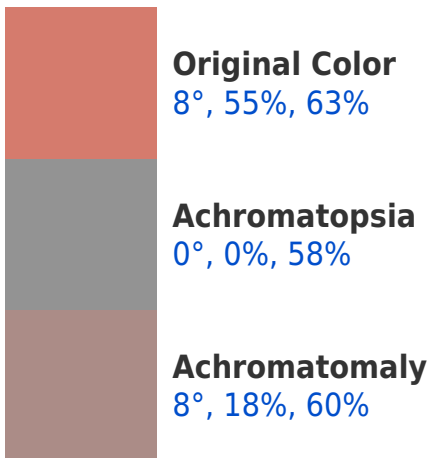 Original Color
8°, 55%, 63%
Achromatopsia
0°, 0%, 58%
Achromatomaly
8°, 18%, 60%